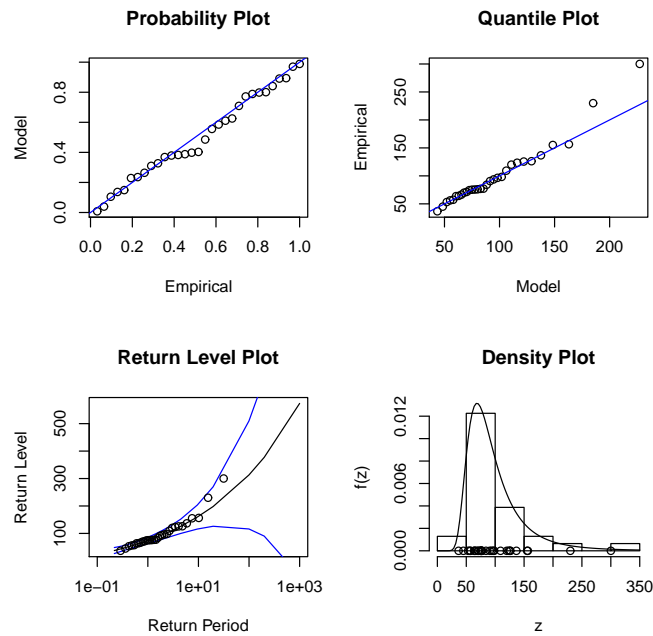 Probability Plot
Model
0.0 0.4 0.8
0.0 0.2 0.4 0.6 0.8 1.0
Empirical
Quantile Plot
Empirical
50 150 300
50 100 150 200
Model
Return Level Plot
Return Level
100 300 500
1e−01 1e+01 1e+03
Return Period
Density Plot
f(z)
0.000 0.006 0.012
0 50 150 250 350
z